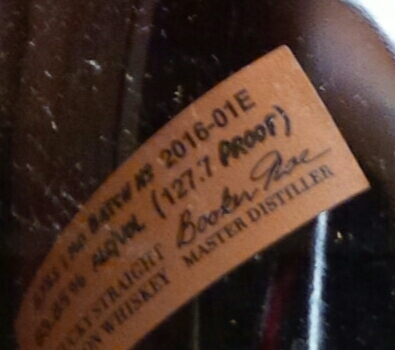 BATCH № 2016-01E
63.85% ALC/VOL (127.7 PROOF)
Booker Noe
STRAIGHT MASTER DISTILLER
WHISKEY